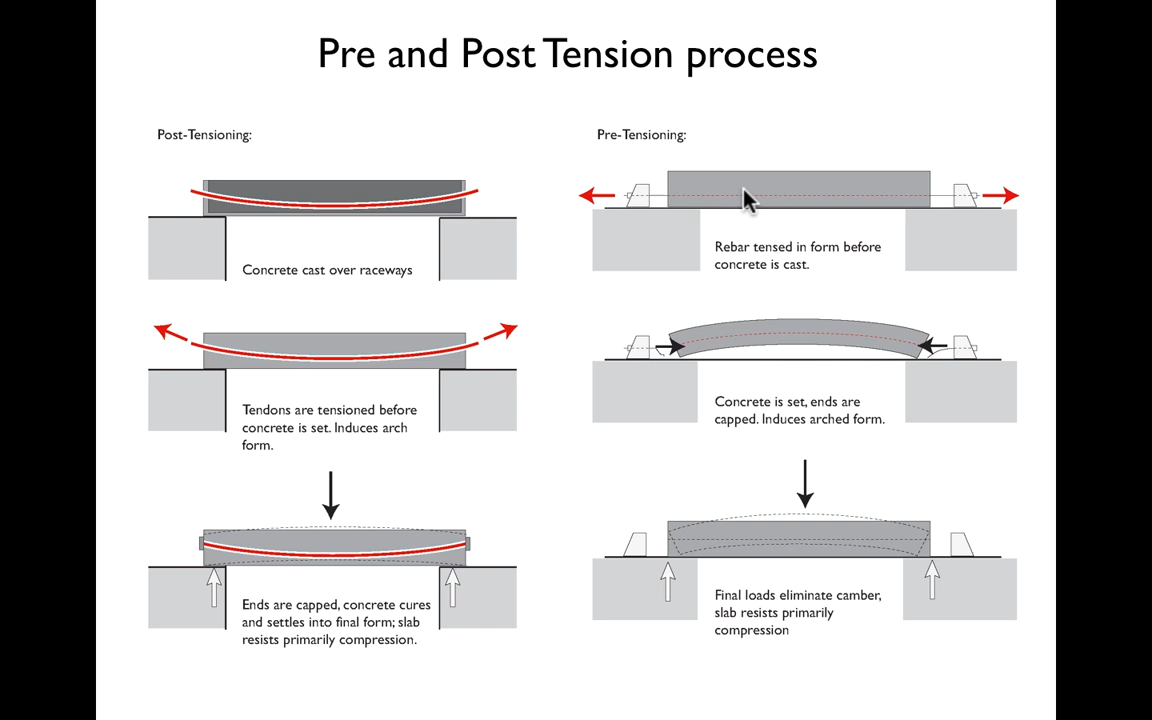 Pre and Post Tension process
Post-Tensioning:
Concrete cast over raceways
Tendons are tensioned before
concrete is set. Induces arch
form.
Ends are capped, concrete cures
and settles into final form; slab
resists primarily compression.
Pre-Tensioning:
Rebar tensed in form before
concrete is cast.
Concrete is set, ends are
capped. Induces arched form.
Final loads eliminate camber,
slab resists primarily
compression